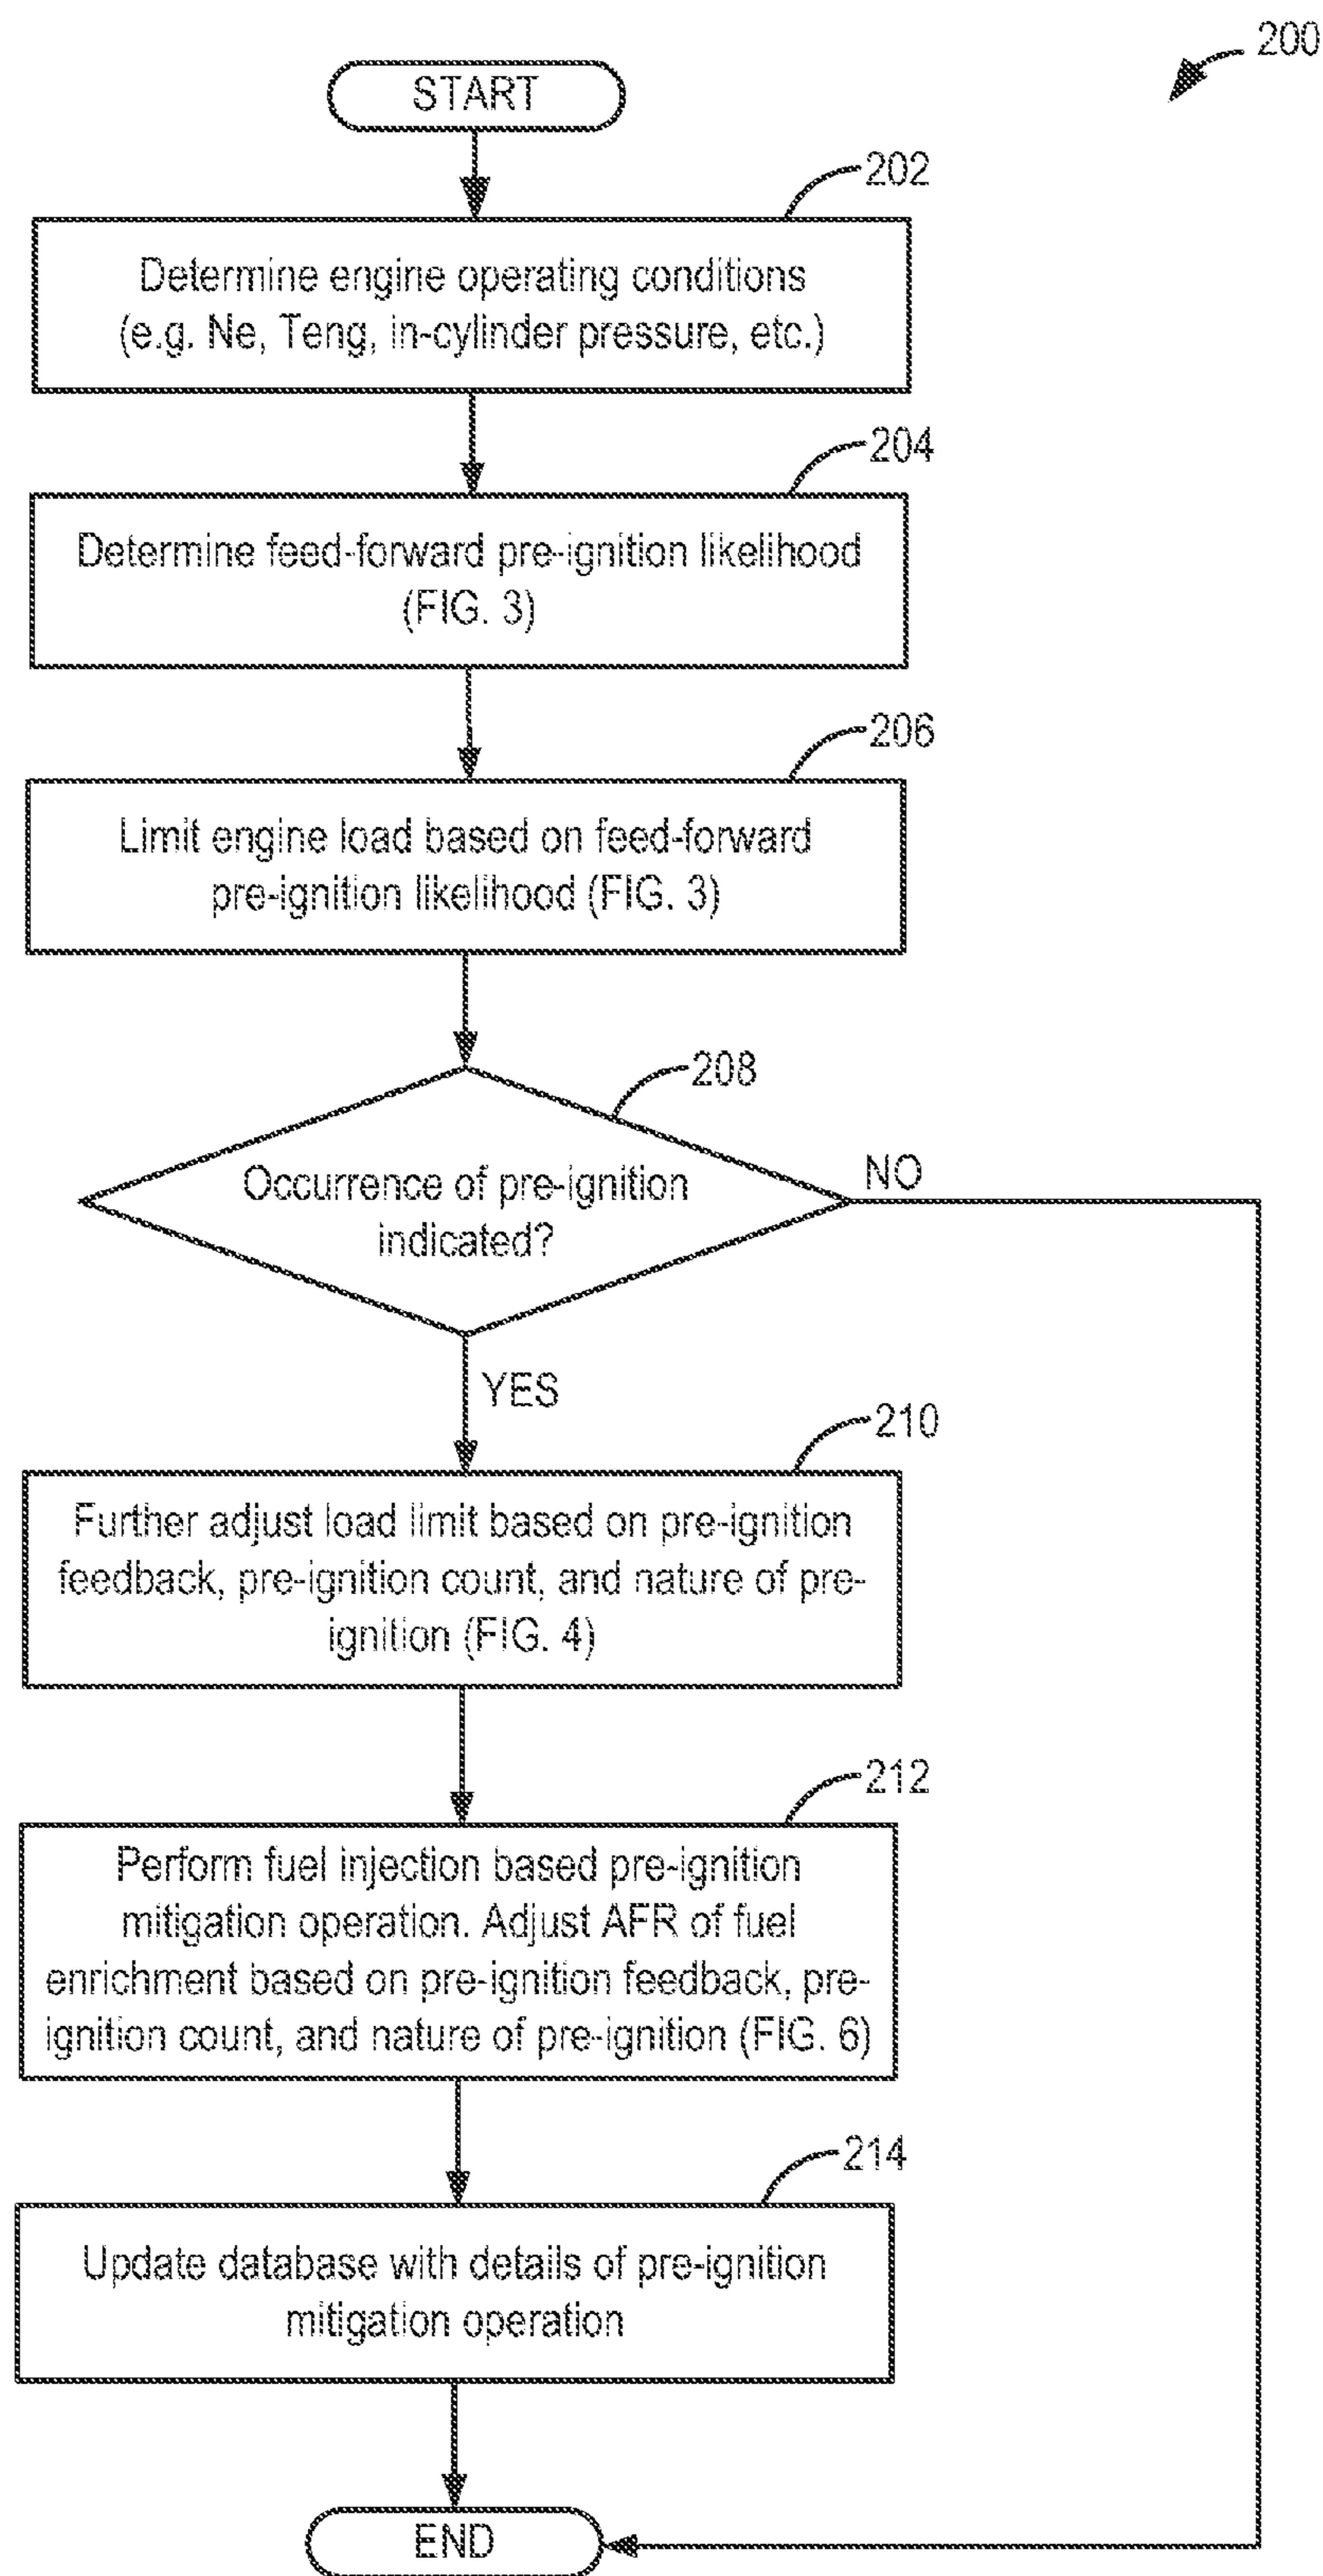 200
START
202
Determine engine operating conditions
(e.g. Ne, Teng, in-cylinder pressure, etc.)
204
Determine feed-forward pre-ignition likelihood
(FIG. 3)
206
Limit engine load based on feed-forward
pre-ignition likelihood (FIG. 3)
208
Occurrence of pre-ignition
indicated?
NO
YES
210
Further adjust load limit based on pre-ignition
feedback, pre-ignition count, and nature of pre-
ignition (FIG. 4)
212
Perform fuel injection based pre-ignition
mitigation operation. Adjust AFR of fuel
enrichment based on pre-ignition feedback, pre-
ignition count, and nature of pre-ignition (FIG. 6)
214
Update database with details of pre-ignition
mitigation operation
END